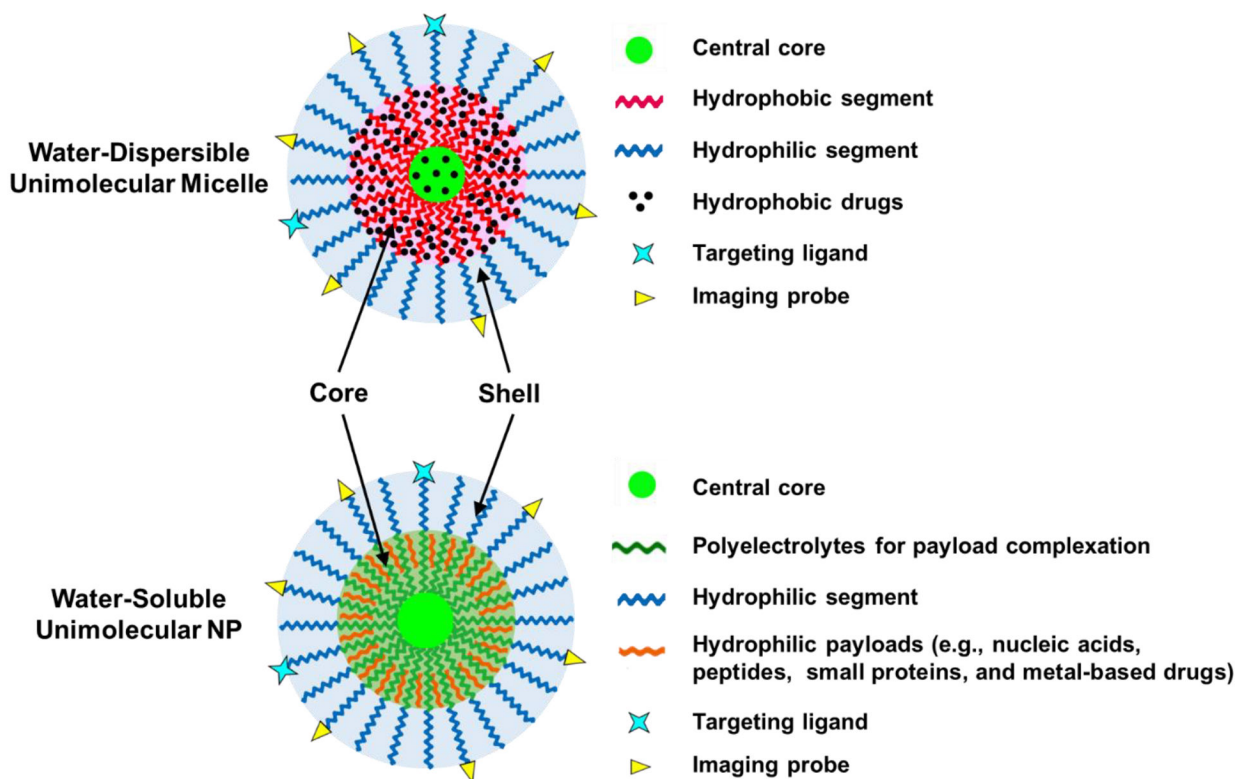 Water-Dispersible
Unimolecular Micelle
Central core
Hydrophobic segment
Hydrophilic segment
Hydrophobic drugs
Targeting ligand
Imaging probe
Core
Shell
Water-Soluble
Unimolecular NP
Central core
Polyelectrolytes for payload complexation
Hydrophilic segment
Hydrophilic payloads (e.g., nucleic acids,
peptides, small proteins, and metal-based drugs)
Targeting ligand
Imaging probe